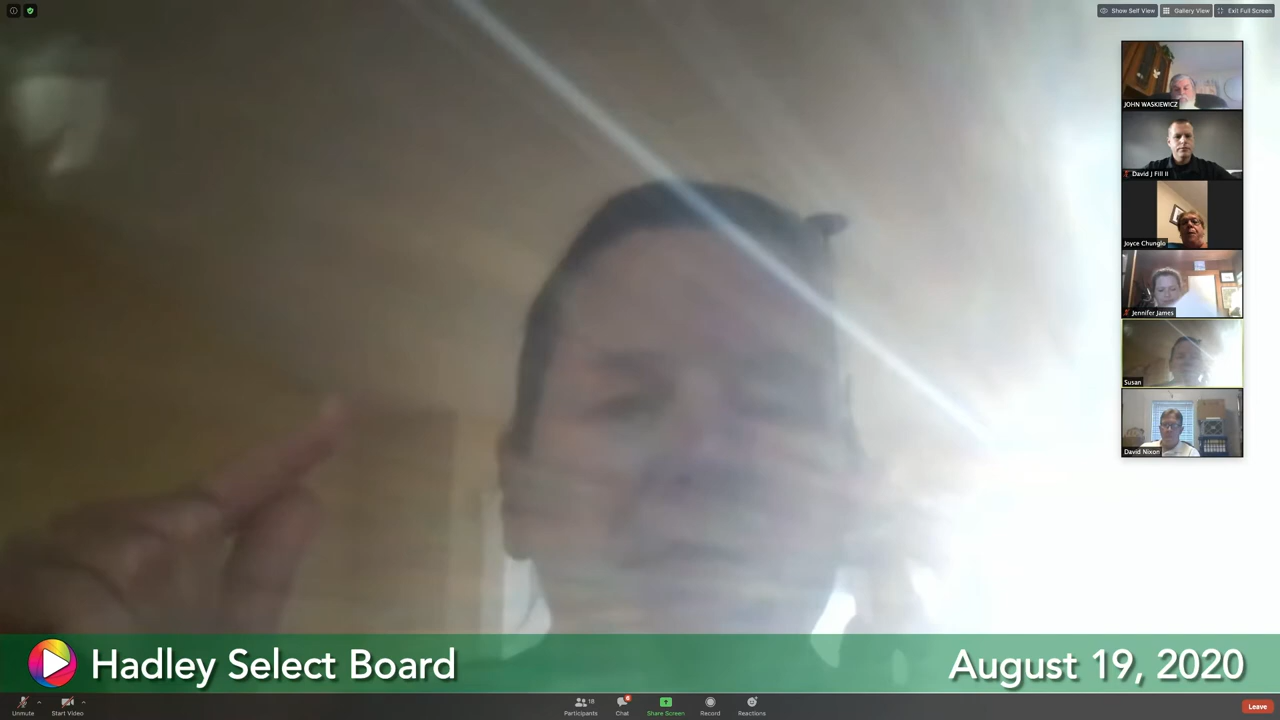 Show Self View
Gallery View
Exit Full Screen
JOHN WASKIEWICZ
David J Fill II
Joyce Chunglo
Jennifer James
Susan
David Nixon
Hadley Select Board
August 19, 2020
Unmute
Start Video
Participants
18
Chat
Share Screen
Record
Reactions
Leave